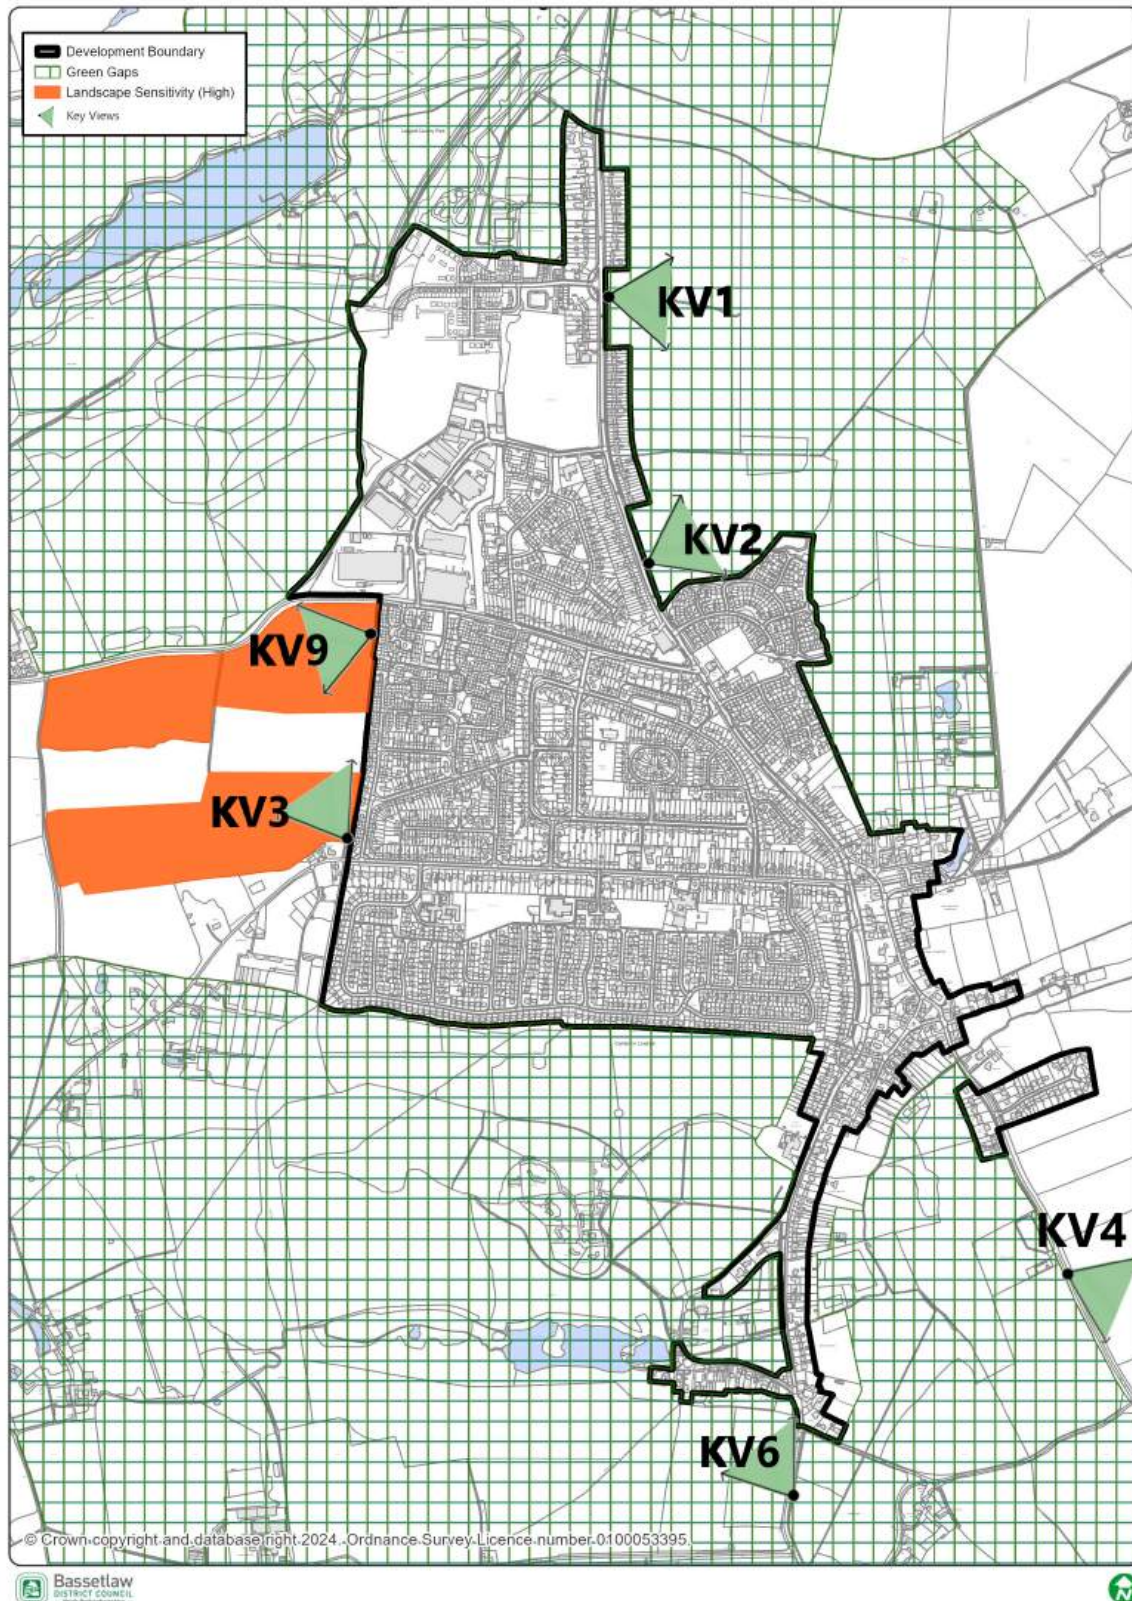 Development Boundary
Green Gaps
Landscape Sensitivity (High)
Key Views
KV1
KV2
KV9
KV3
KV4
KV6
© Crown copyright and database right 2024. Ordnance Survey Licence number 0100053395.
Bassetlaw
DISTRICT COUNCIL
N